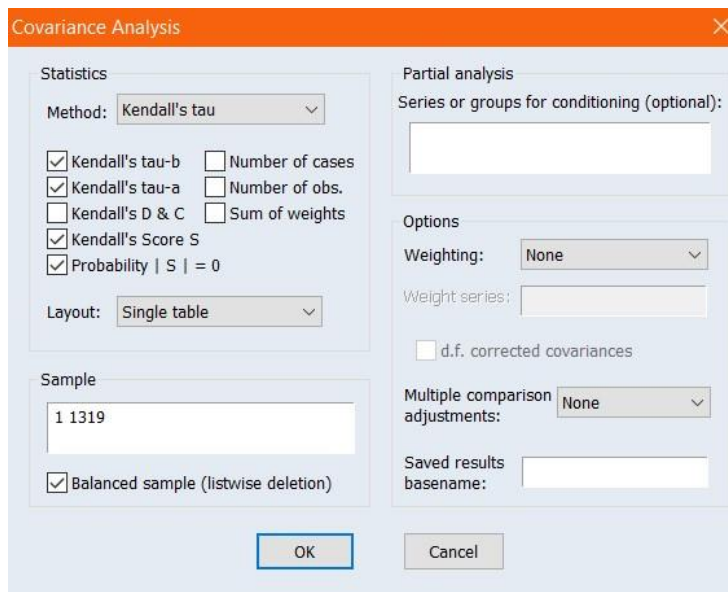 Covariance Analysis
Statistics
Method: Kendall's tau
Kendall's tau-b Number of cases
Kendall's tau-a Number of obs.
Kendall's D & C Sum of weights
Kendall's Score S
Probability | S | = 0
Layout: Single table
Sample
1 1319
Balanced sample (listwise deletion)
Partial analysis
Series or groups for conditioning (optional):
Options
Weighting: None
Weight series:
d.f. corrected covariances
Multiple comparison
adjustments: None
Saved results
basename:
OK Cancel